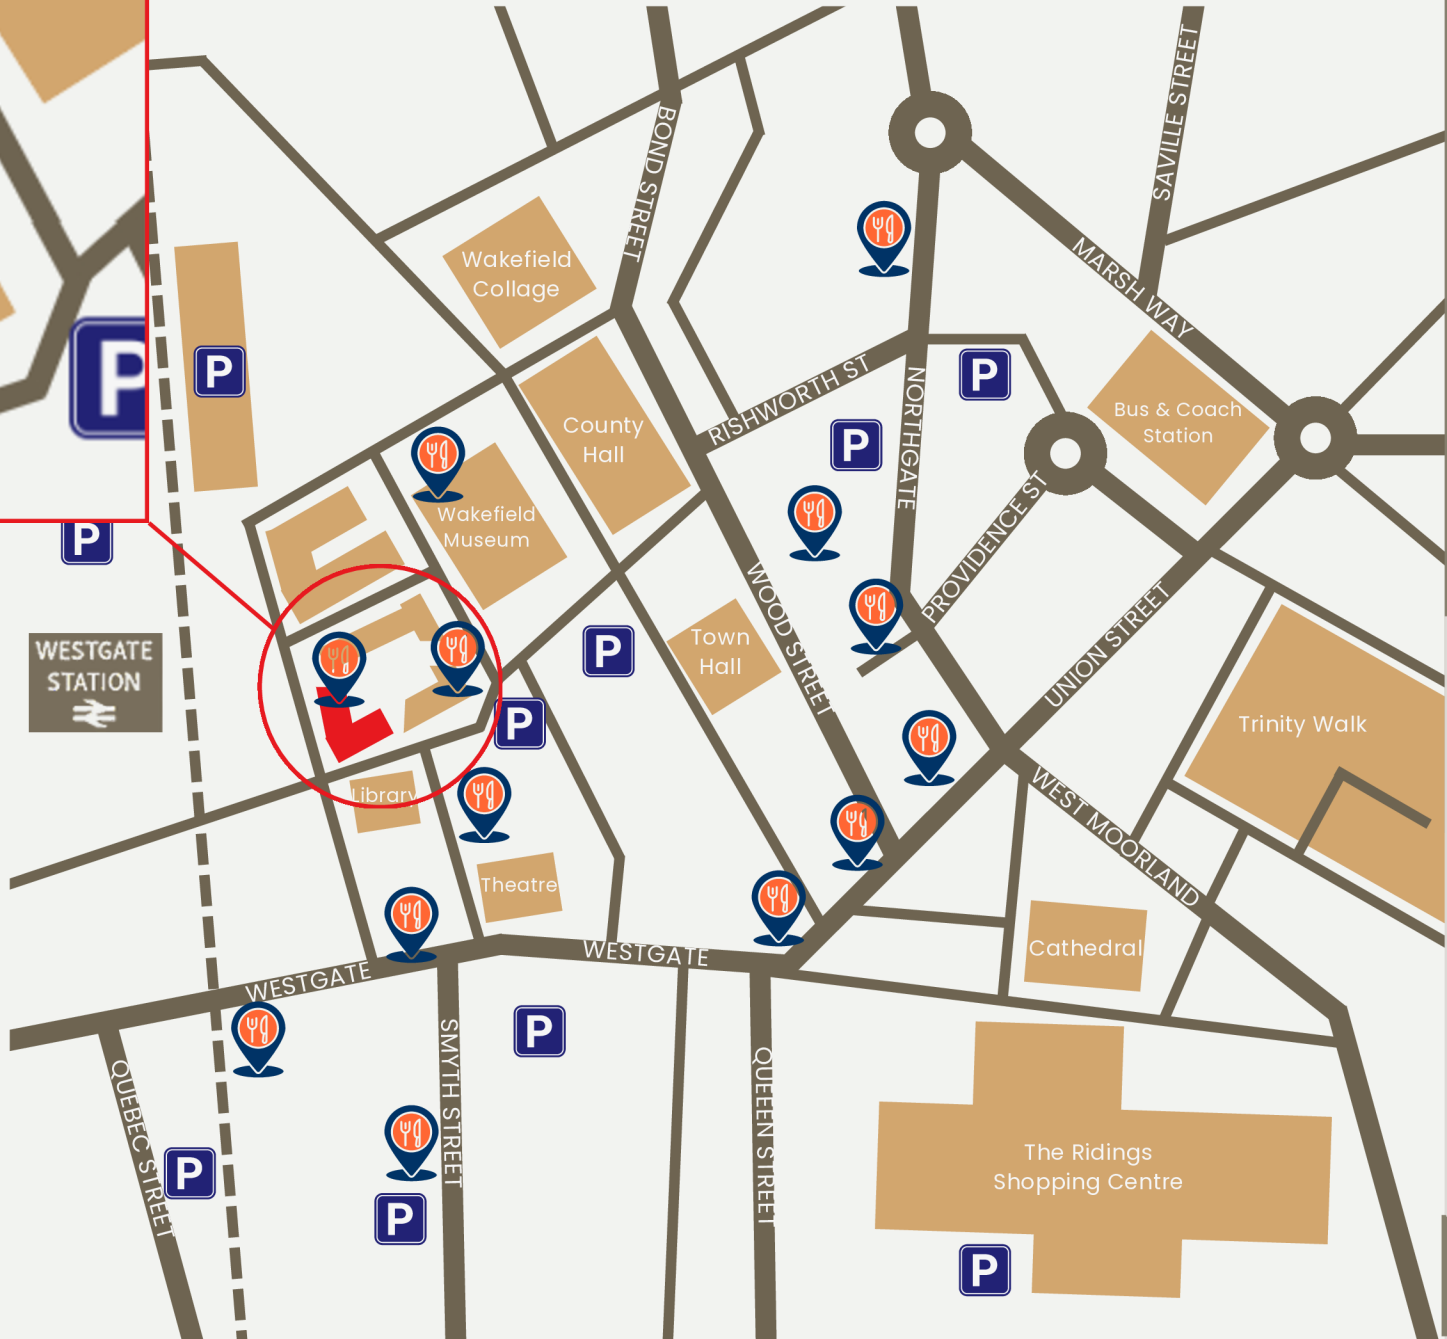 SAVILLE STREET
BOND STREET
Wakefield
Collage
MARSH WAY
P
P
P
RISHWORTH ST
NORTHGATE
Bus & Coach
Station
County
Hall
P
PROVIDENCE ST
Wakefield
Museum
P
WESTGATE
STATION
WOOD STREET
UNION STREET
Town
Hall
P
P
Trinity Walk
Library
WEST MOORLAND
Theatre
WESTGATE
WESTGATE
Cathedral
P
SMYTH STREET
QUEEEN STREET
QUEBEC STREET
P
The Ridings
Shopping Centre
P
P